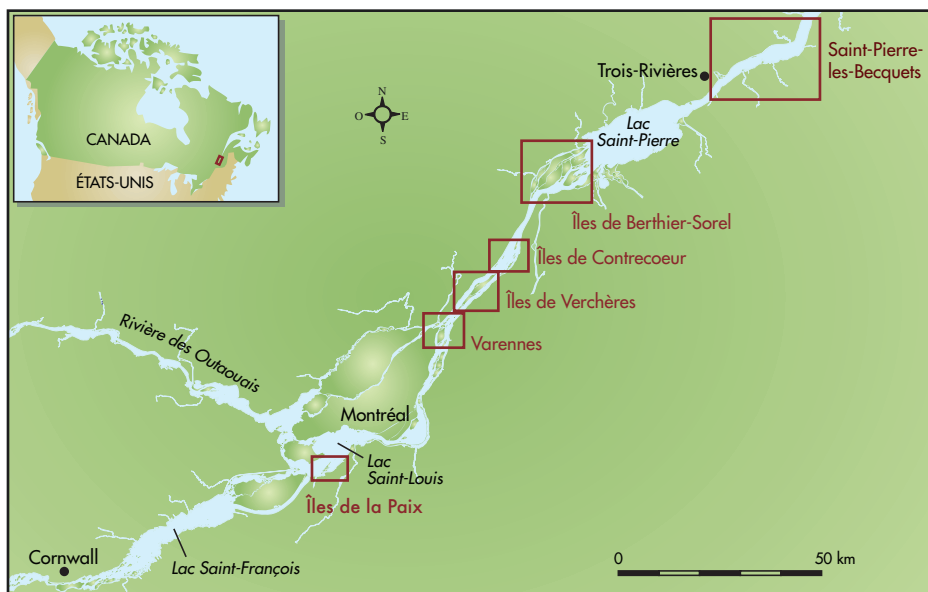 CANADA
ÉTATS-UNIS
N
O
E
S
Trois-Rivières
Saint-Pierre-
les-Becquets
Lac
Saint-Pierre
Îles de Berthier-Sorel
Îles de Contrecoeur
Îles de Verchères
Varennes
Rivière des Outaouais
Montréal
Lac
Saint-Louis
Îles de la Paix
Cornwall
Lac Saint-François
0
50 km